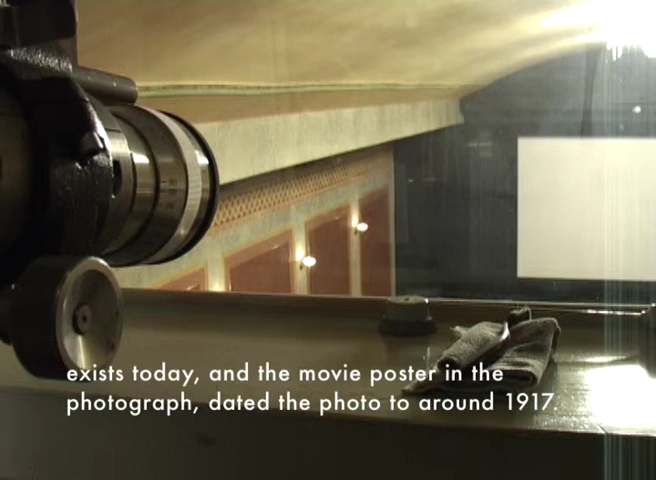 exists today, and the movie poster in the
photograph, dated the photo to around 1917.